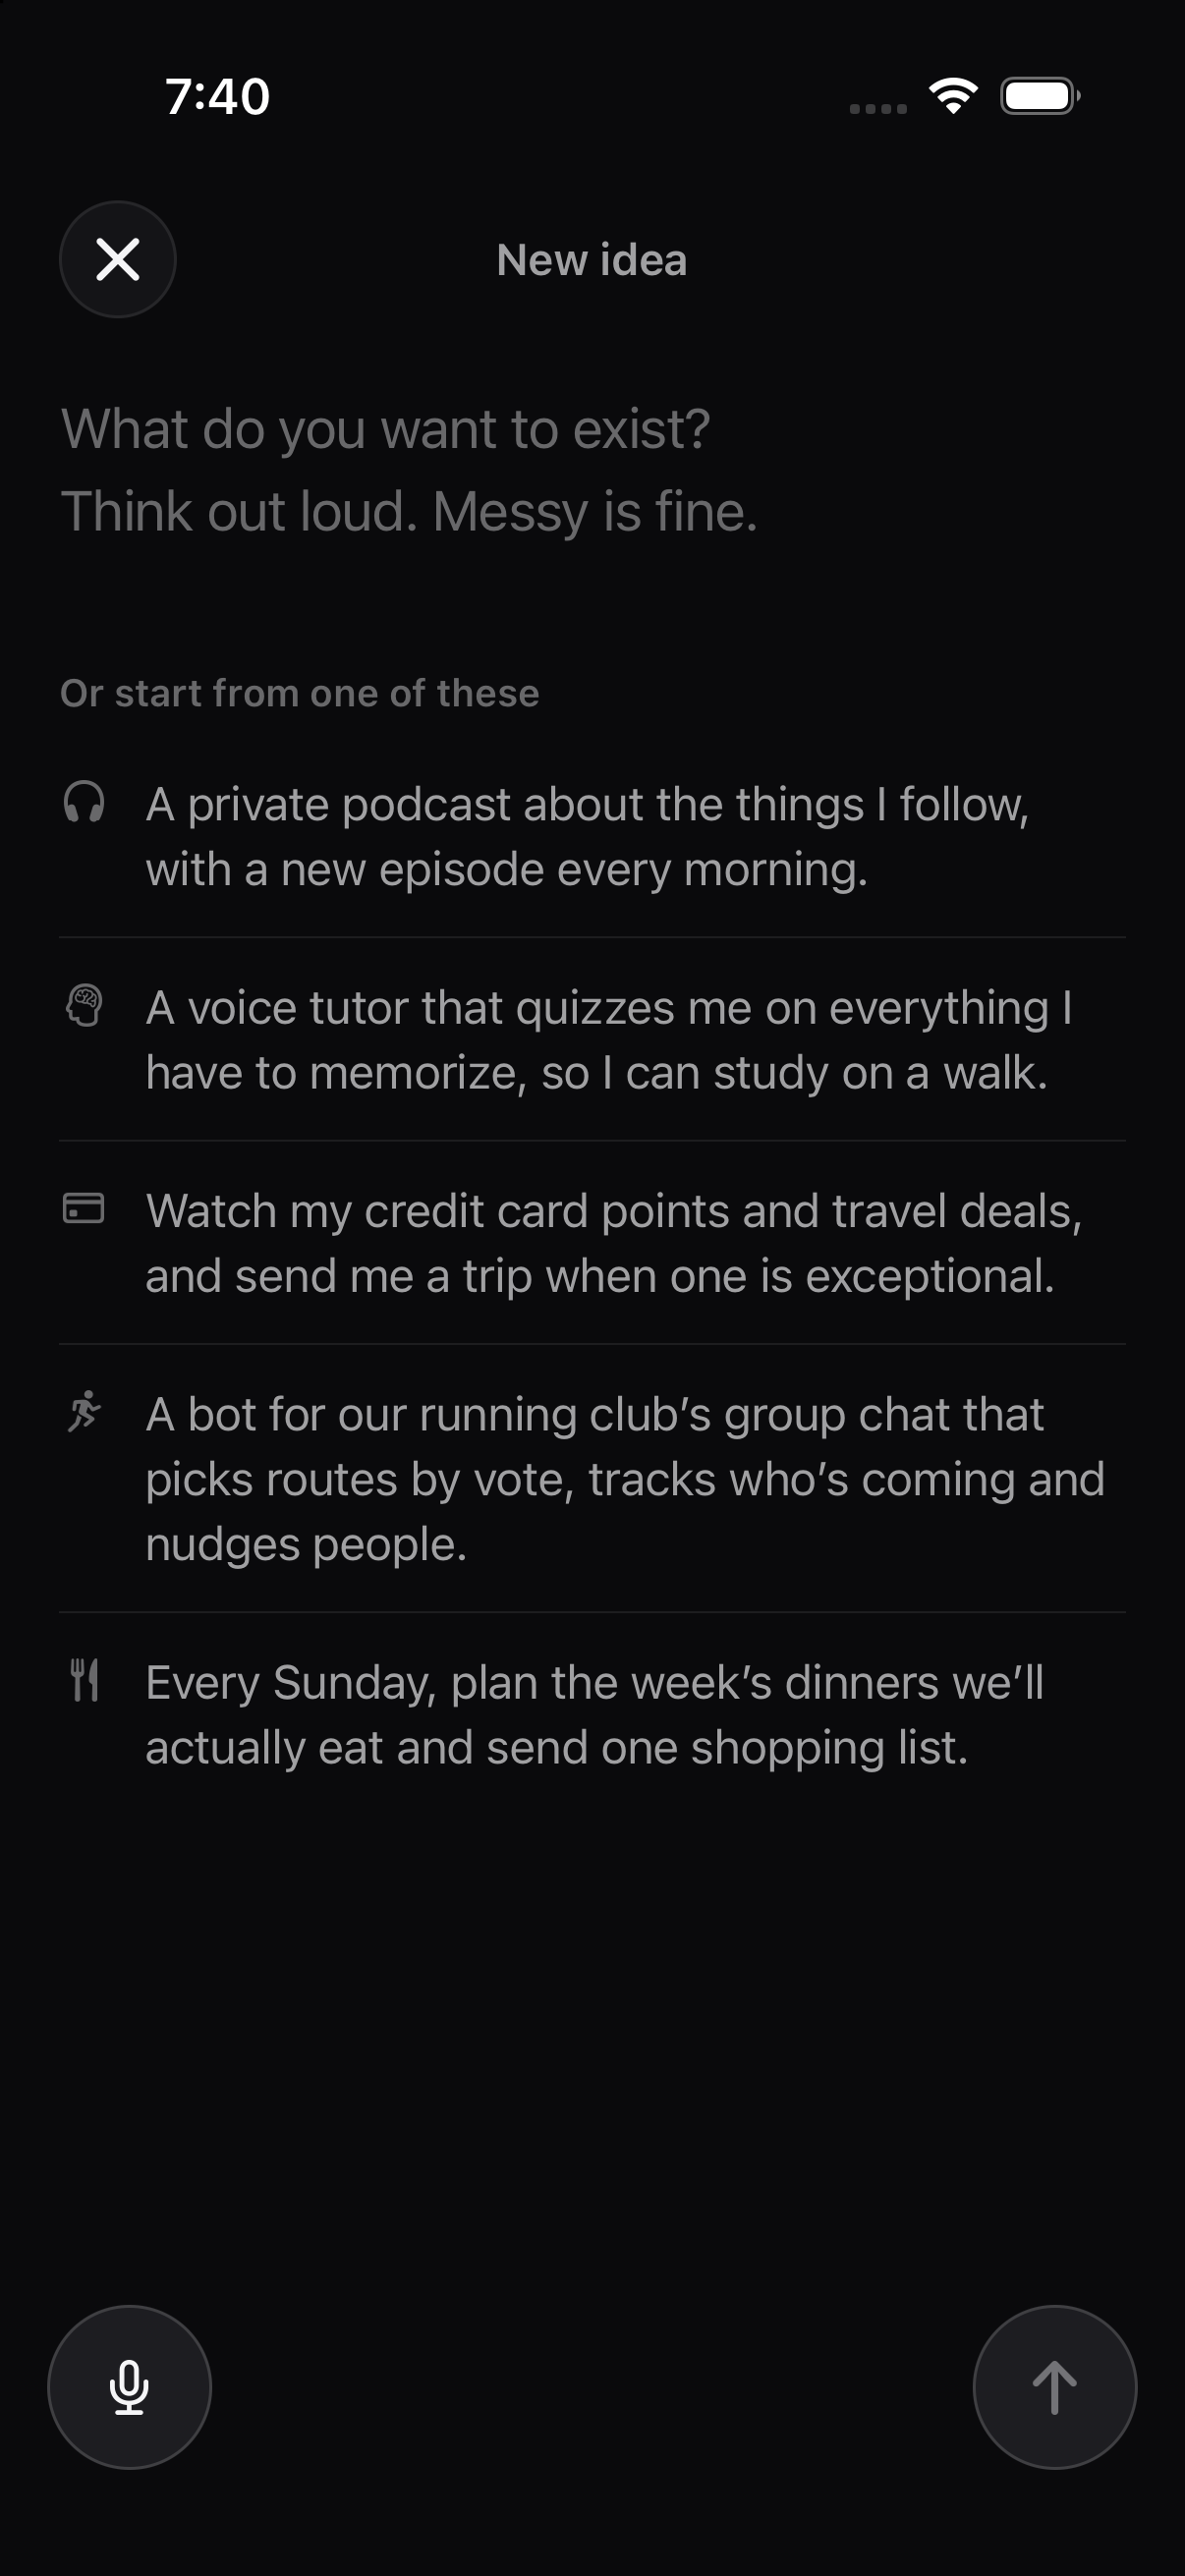 7:40
New idea
What do you want to exist?
Think out loud. Messy is fine.
Or start from one of these
A private podcast about the things I follow,
with a new episode every morning.
A voice tutor that quizzes me on everything I
have to memorize, so I can study on a walk.
Watch my credit card points and travel deals,
and send me a trip when one is exceptional.
A bot for our running club’s group chat that
picks routes by vote, tracks who’s coming and
nudges people.
Every Sunday, plan the week’s dinners we’ll
actually eat and send one shopping list.